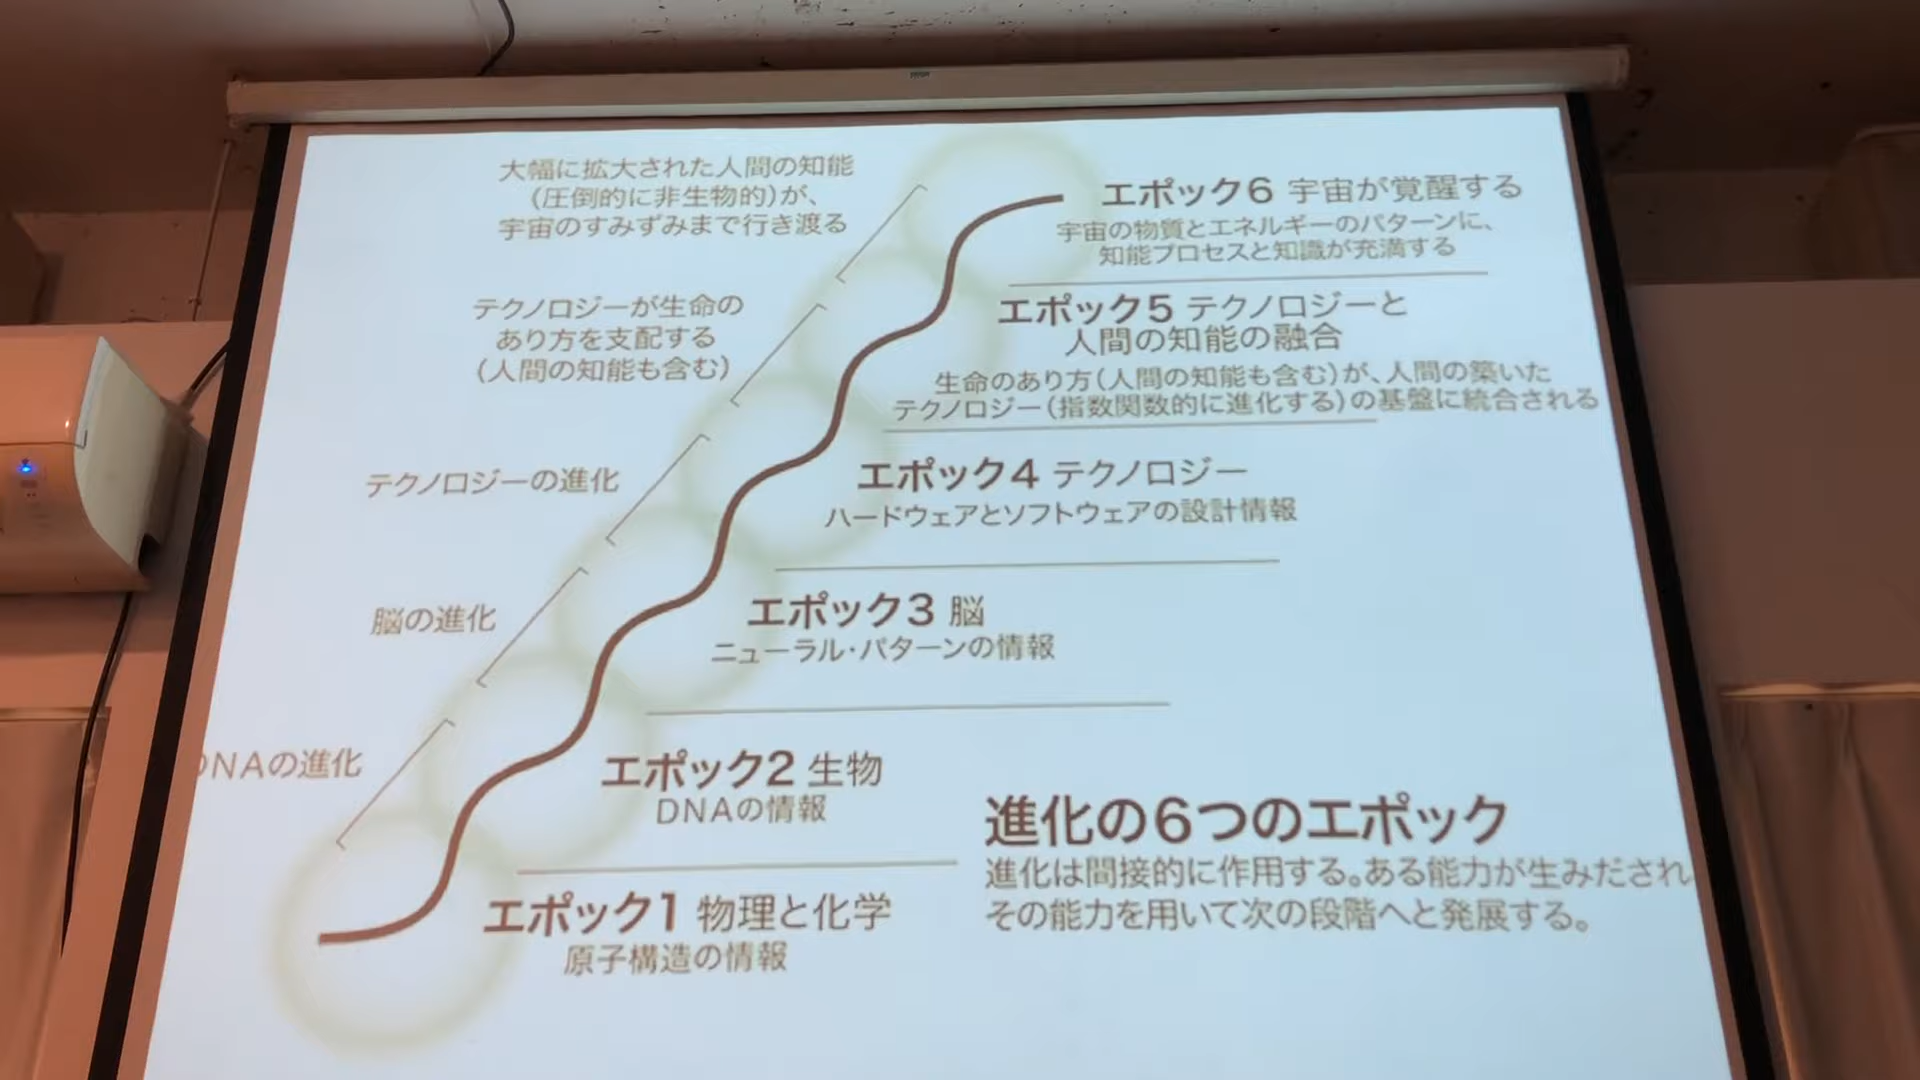 大幅に拡大された人間の知能
(圧倒的に非生物的)が、
宇宙のすみずみまで行き渡る
エポック6 宇宙が覚醒する
宇宙の物質とエネルギーのパターンに、
知能プロセスと知識が充満する
テクノロジーが生命の
あり方を支配する
(人間の知能も含む)
エポック5 テクノロジーと
人間の知能の融合
生命のあり方(人間の知能も含む)が、人間の築いた
テクノロジー(指数関数的に進化する)の基盤に統合される
テクノロジーの進化
エポック4 テクノロジー
ハードウェアとソフトウェアの設計情報
脳の進化
エポック3 脳
ニューラル・パターンの情報
DNAの進化
エポック2 生物
DNAの情報
エポック1 物理と化学
原子構造の情報
進化の6つのエポック
進化は間接的に作用する。ある能力が生みだされ
その能力を用いて次の段階へと発展する。